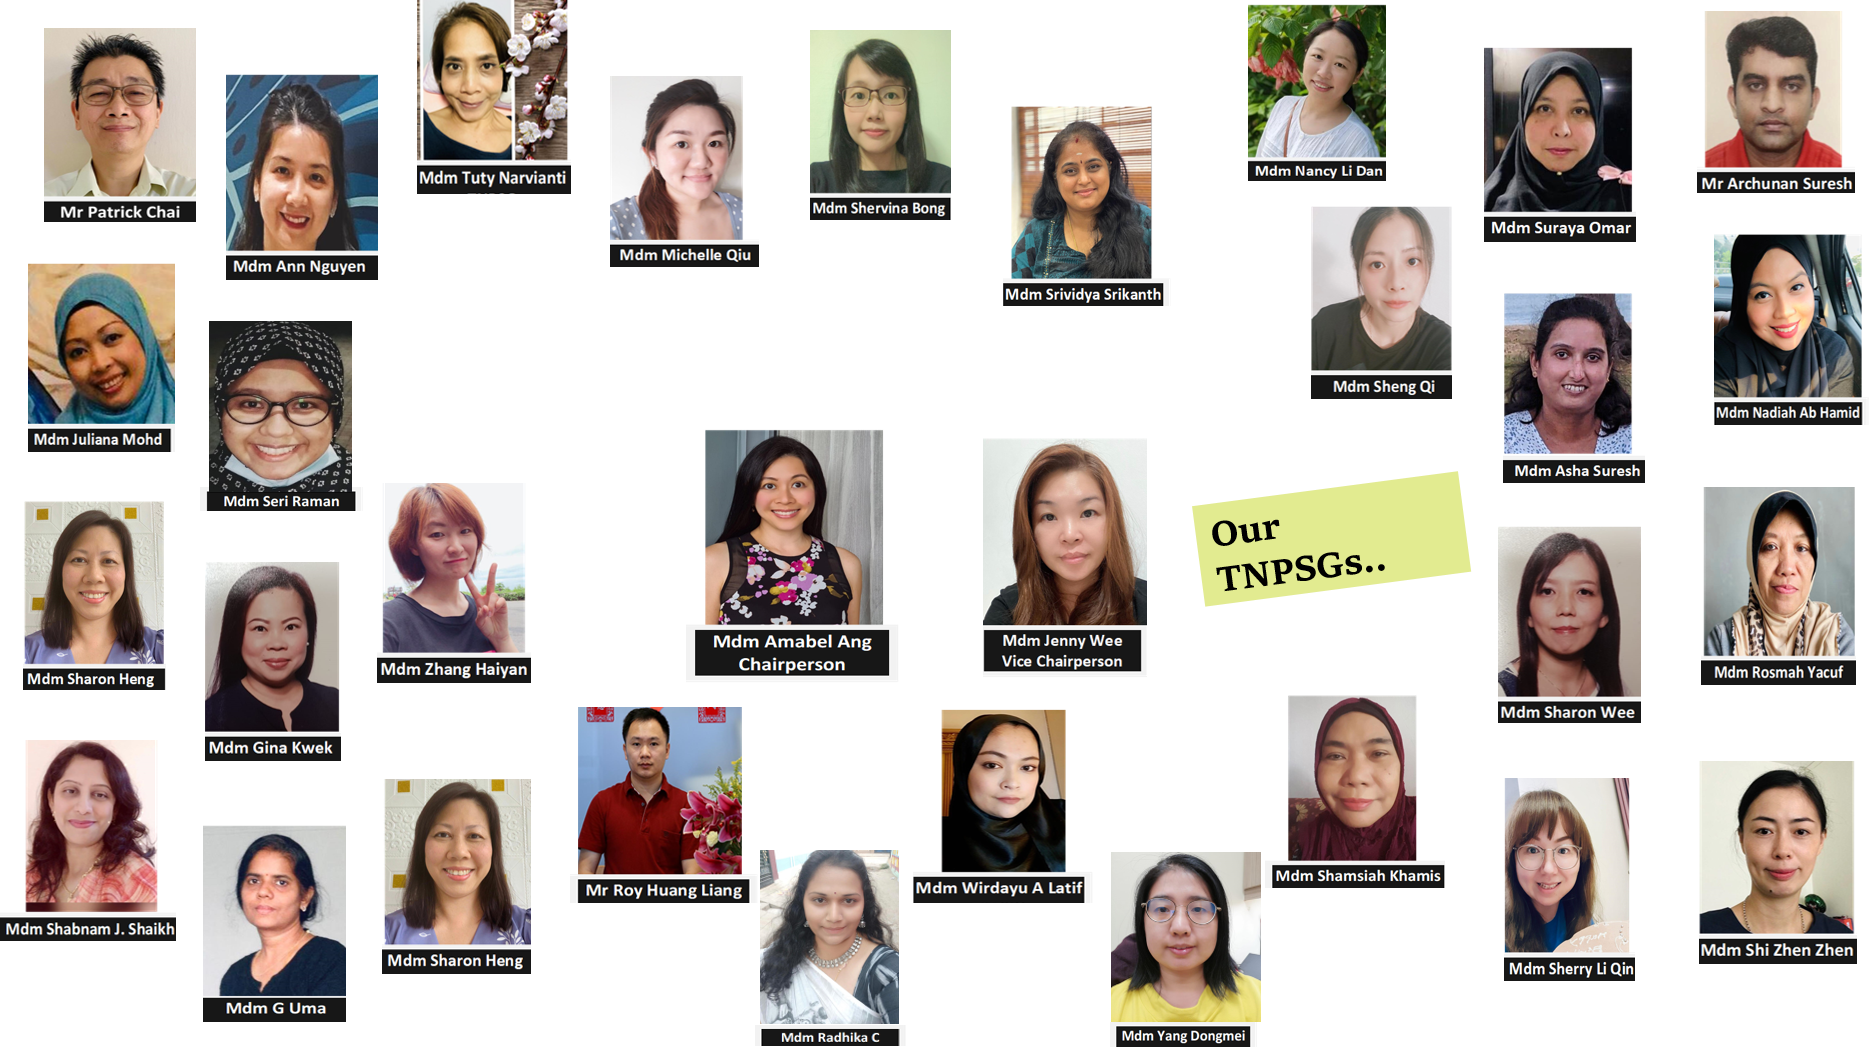 Mr Patrick Chai
Mdm Ann Nguyen
Mdm Tuty Narvianti
Mdm Michelle Qiu
Mdm Shervina Bong
Mdm Srividya Srikanth
Mdm Nancy Li Dan
Mdm Suraya Omar
Mr Archunan Suresh
Mdm Juliana Mohd
Mdm Seri Raman
Mdm Sheng Qi
Mdm Asha Suresh
Mdm Nadiah Ab Hamid
Mdm Sharon Heng
Mdm Gina Kwek
Mdm Zhang Haiyan
Mdm Amabel Ang
Chairperson
Mdm Jenny Wee
Vice Chairperson
Our
TNPSGs..
Mdm Sharon Wee
Mdm Rosmah Yacuf
Mdm Shabnam J. Shaikh
Mdm G Uma
Mdm Sharon Heng
Mr Roy Huang Liang
Mdm Radhika C
Mdm Wirdayu A Latif
Mdm Yang Dongmei
Mdm Shamsiah Khamis
Mdm Sherry Li Qin
Mdm Shi Zhen Zhen